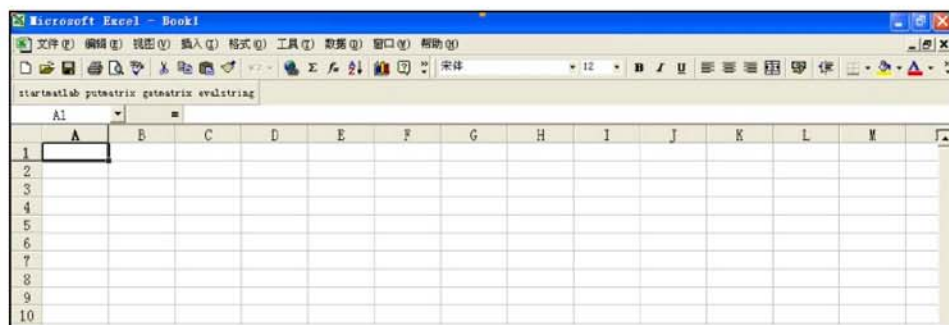 Microsoft Excel - Book1
文件(F) 编辑(E) 视图(V) 插入(I) 格式(O) 工具(T) 数据(D) 窗口(W) 帮助(H)
宋体 12 B I U
startmatlab putmatrix getmatrix evalstring
A1 =
A B C D E F G H I J K L M
1
2
3
4
5
6
7
8
9
10